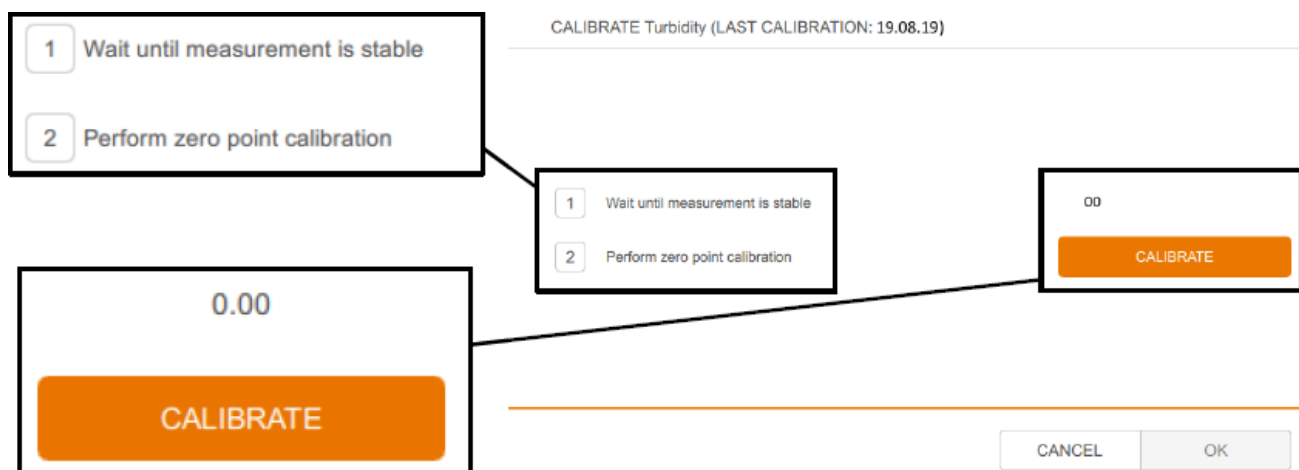 1 Wait until measurement is stable
2 Perform zero point calibration
0.00
CALIBRATE
CALIBRATE Turbidity (LAST CALIBRATION: 19.08.19)
1 Wait until measurement is stable
2 Perform zero point calibration
00
CALIBRATE
CANCEL OK